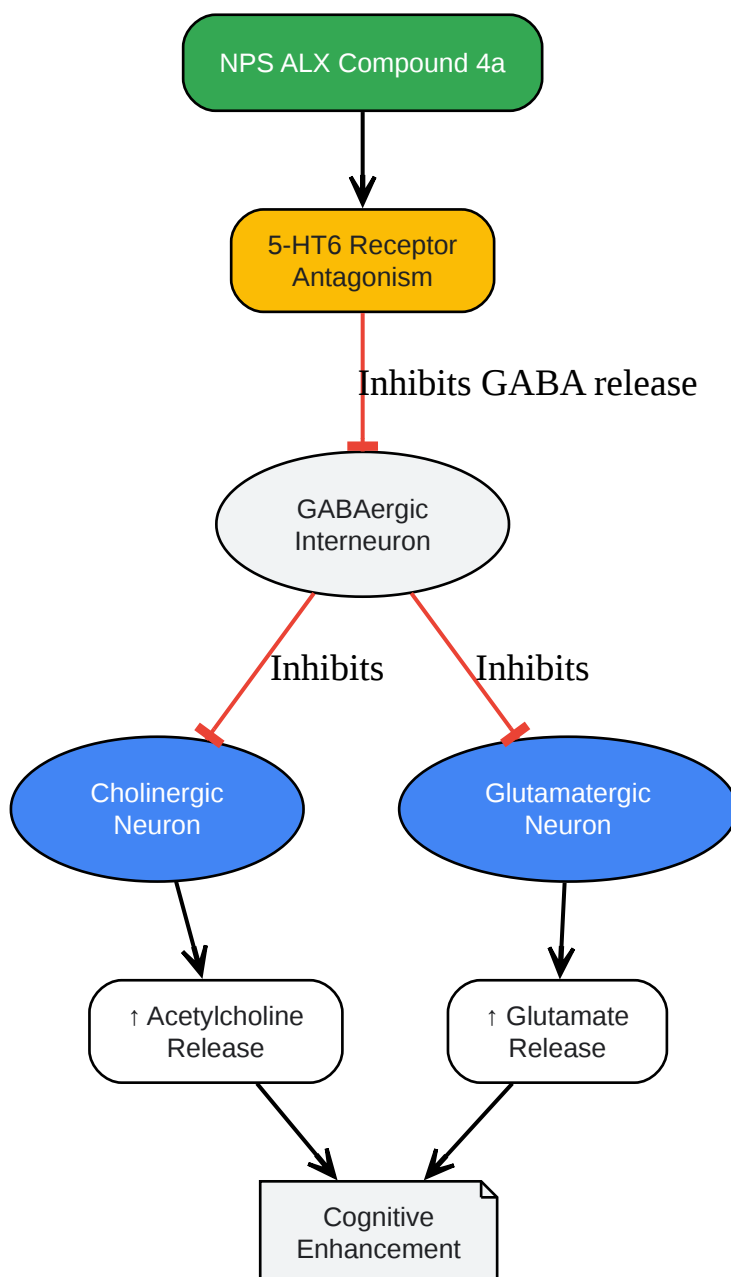 NPS ALX Compound 4a
5-HT6 Receptor
Antagonism
Inhibits GABA release
GABAergic
Interneuron
Inhibits
Inhibits
Cholinergic
Neuron
Glutamatergic
Neuron
↑ Acetylcholine
Release
↑ Glutamate
Release
Cognitive
Enhancement